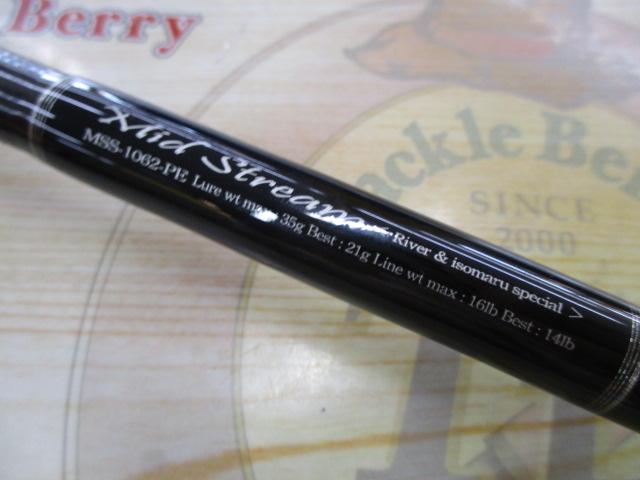 Berry
Mid Stream
River & isomaru special >
MSS-1062-PE Lure wt max : 35g Best : 21g Line wt max : 16lb Best : 14lb
ackle Be
SINCE
2000